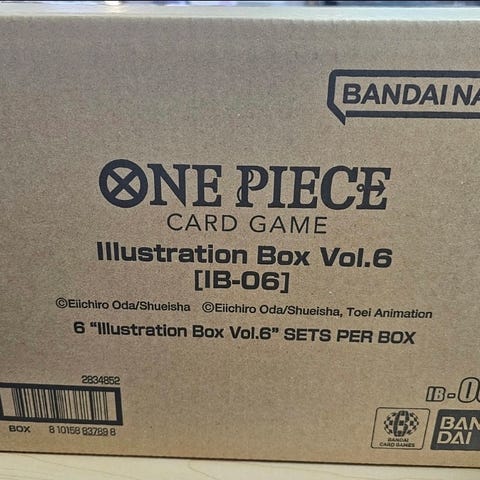 BANDAI NA
ONE PIECE
CARD GAME
Illustration Box Vol.6
[IB-06]
©Eiichiro Oda/Shueisha ©Eiichiro Oda/Shueisha, Toei Animation
6 "Illustration Box Vol.6" SETS PER BOX
2834852
BOX 8 10158 83789 8
IB-0
BANDAI
CARD GAMES
BAN
DAI